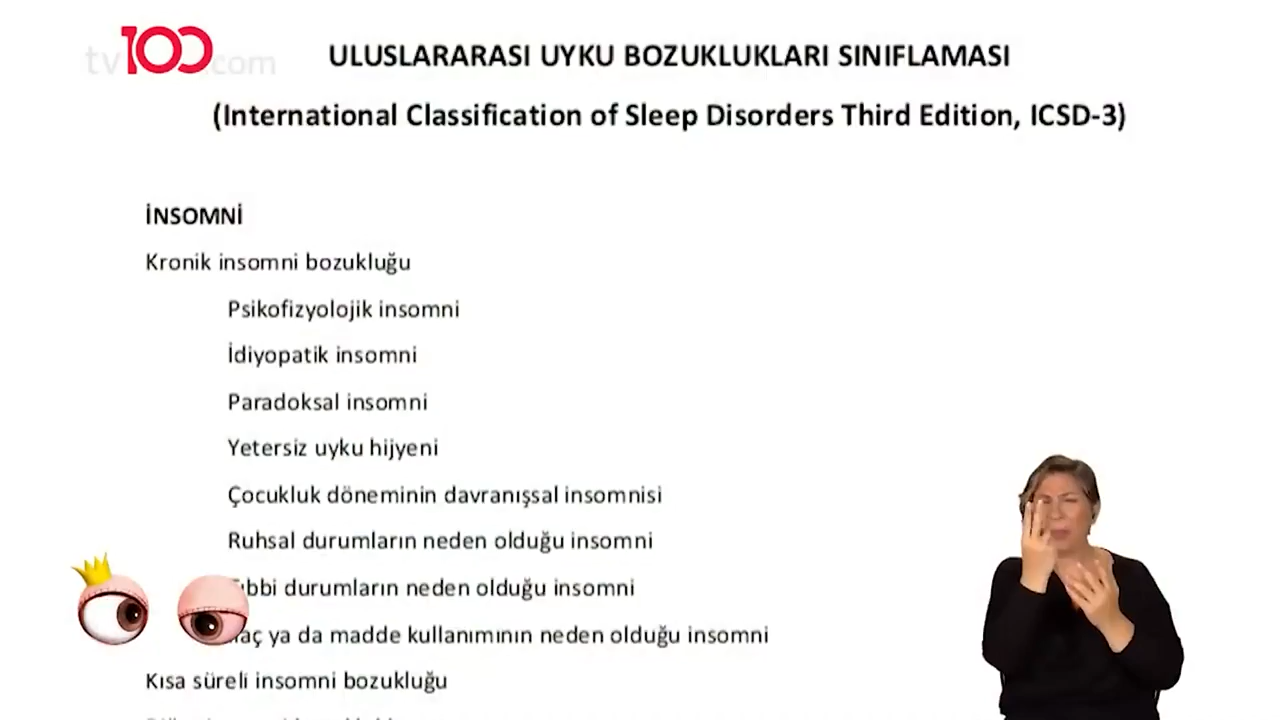 tv100.com
ULUSLARARASI UYKU BOZUKLUKLARI SINIFLAMASI
(International Classification of Sleep Disorders Third Edition, ICSD-3)
İNSOMNİ
Kronik insomni bozukluğu
Psikofizyolojik insomni
İdiyopatik insomni
Paradoksal insomni
Yetersiz uyku hijyeni
Çocukluk döneminin davranışsal insomnisi
Ruhsal durumların neden olduğu insomni
durumların neden olduğu insomni
ya da madde kullanımının neden olduğu insomni
Kısa süreli insomni bozukluğu